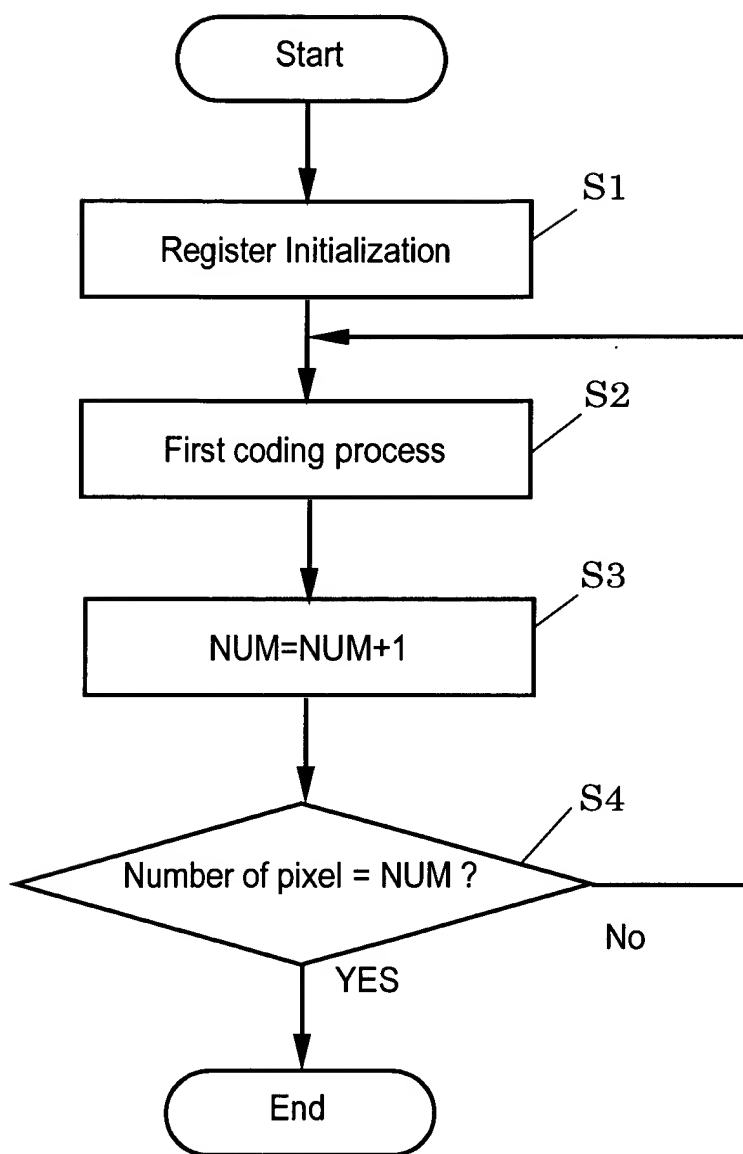 Start
S1
Register Initialization
S2
First coding process
S3
NUM=NUM+1
S4
Number of pixel = NUM ?
No
YES
End